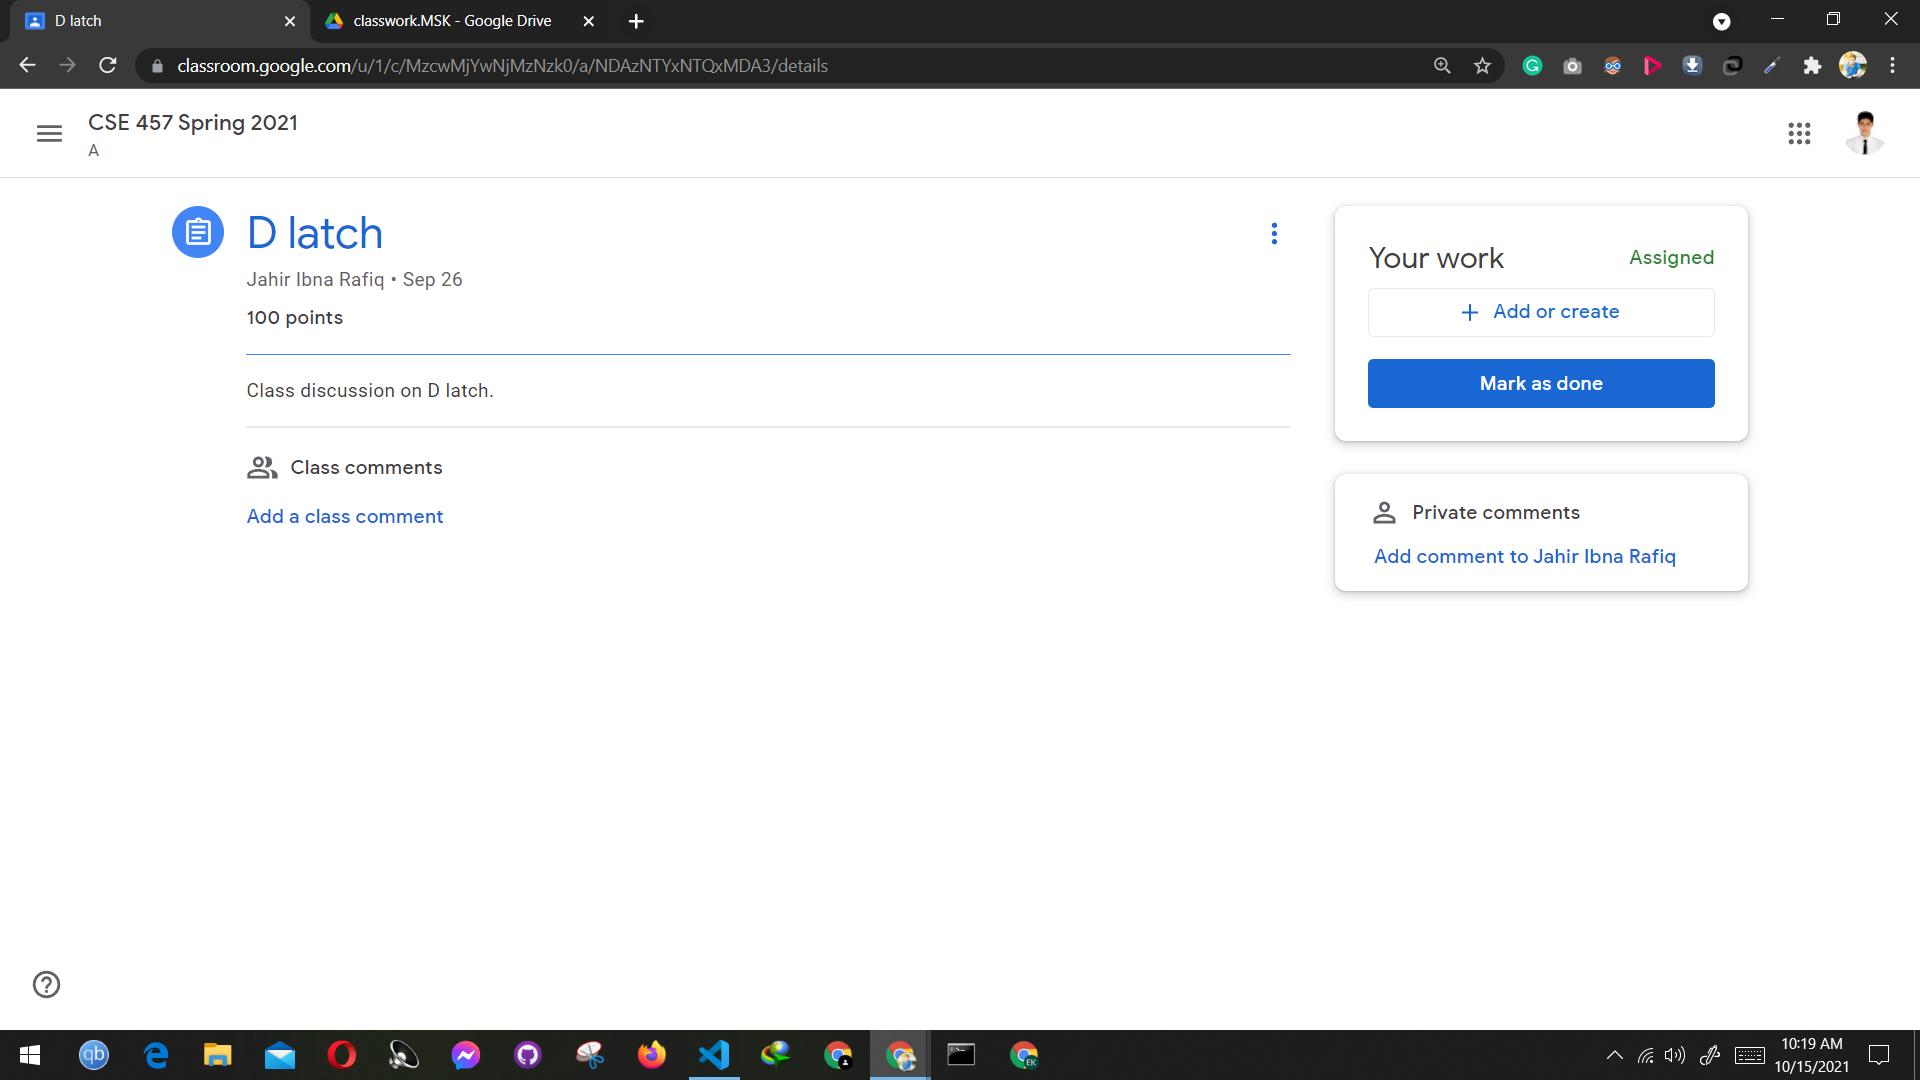 D latch
classwork.MSK - Google Drive
classroom.google.com/u/1/c/MzcwMjYwNjMzNzk0/a/NDAzNTYxNTQxMDA3/details
CSE 457 Spring 2021
A
D latch
Jahir Ibna Rafiq • Sep 26
100 points
Class discussion on D latch.
Class comments
Add a class comment
Your work
Assigned
Add or create
Mark as done
Private comments
Add comment to Jahir Ibna Rafiq
qb
EK
10:19 AM
10/15/2021